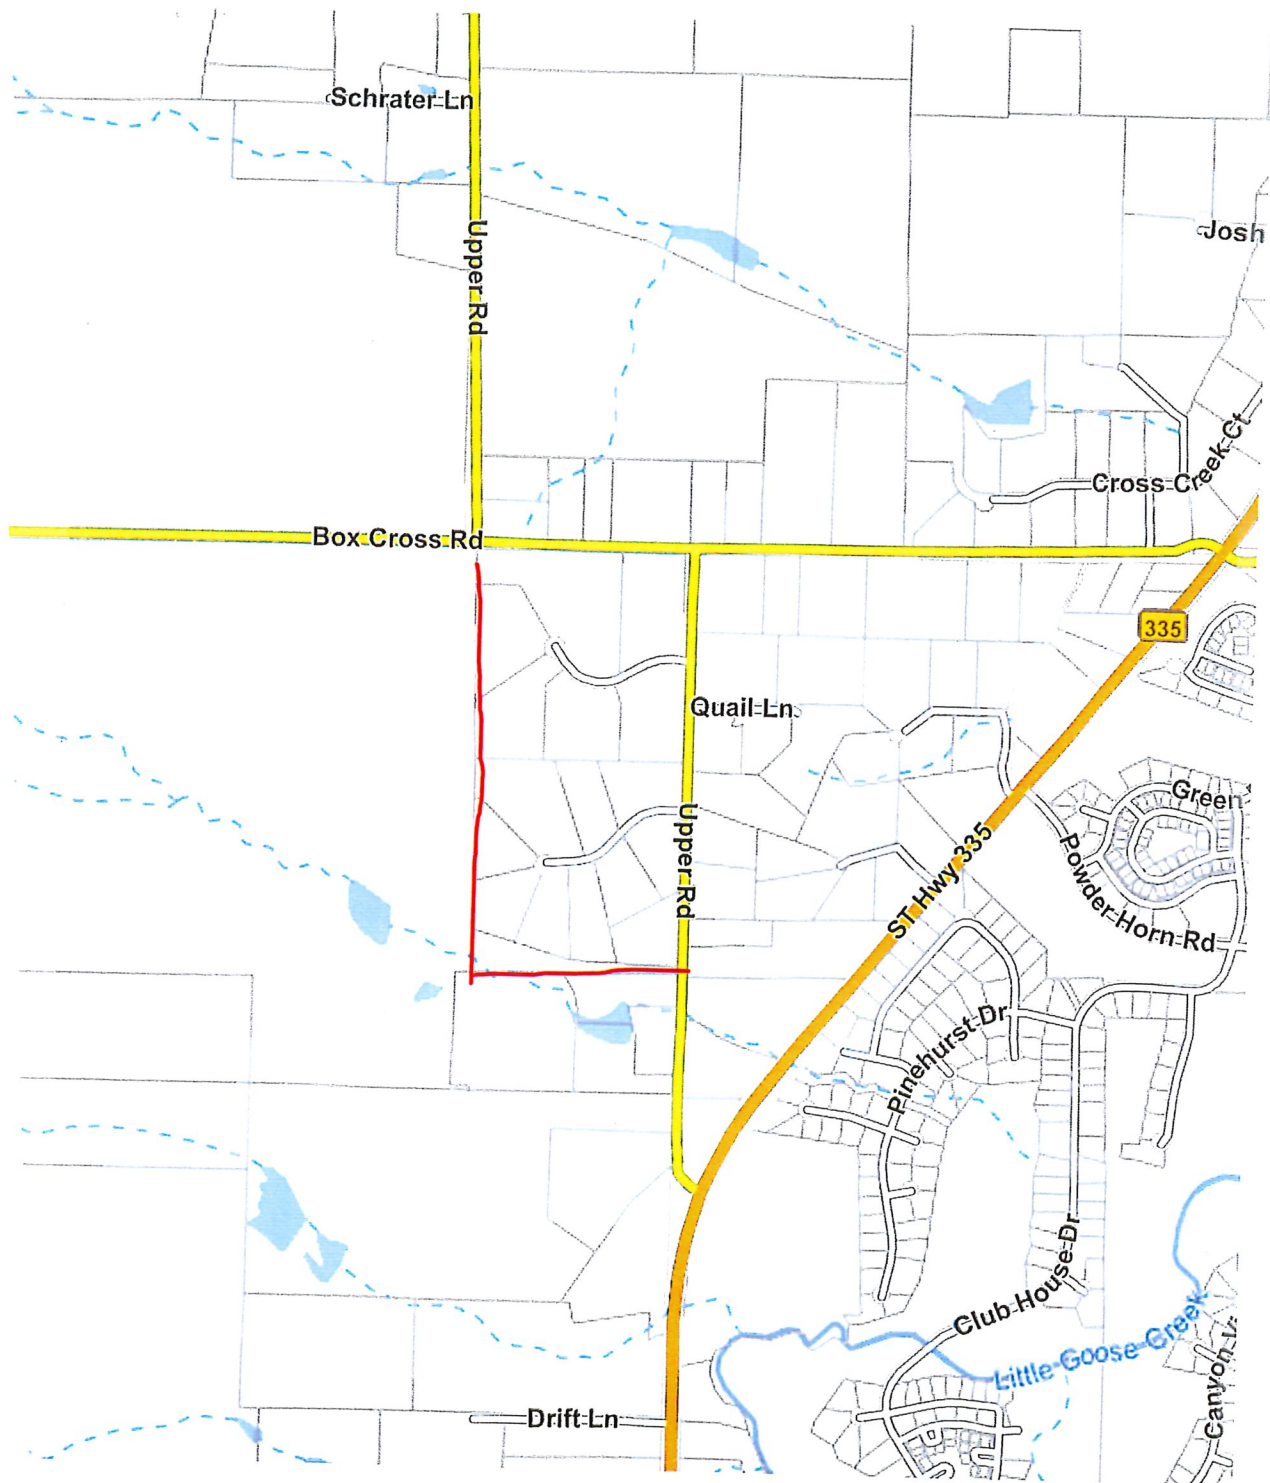 Schrater Ln
Upper Rd
Josh
Cross Creek Ct
Box Cross Rd
335
Quail Ln
Green
Upper Rd
ST Hwy 335
Powder Horn Rd
Pinehurst Dr
Club House Dr
Little Goose Creek
Drift Ln